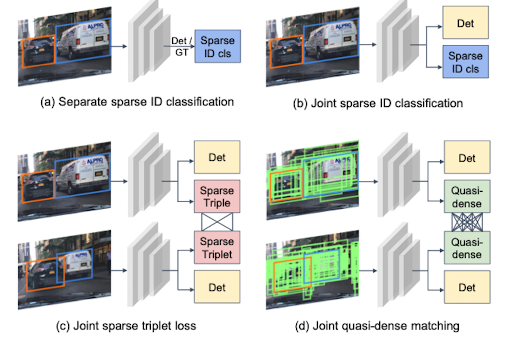 Det /
GT
Sparse
ID cls
(a) Separate sparse ID classification
Det
Sparse
ID cls
(b) Joint sparse ID classification
Det
Sparse
Triple
Sparse
Triplet
Det
(c) Joint sparse triplet loss
Det
Quasi-
dense
Quasi-
dense
Det
(d) Joint quasi-dense matching